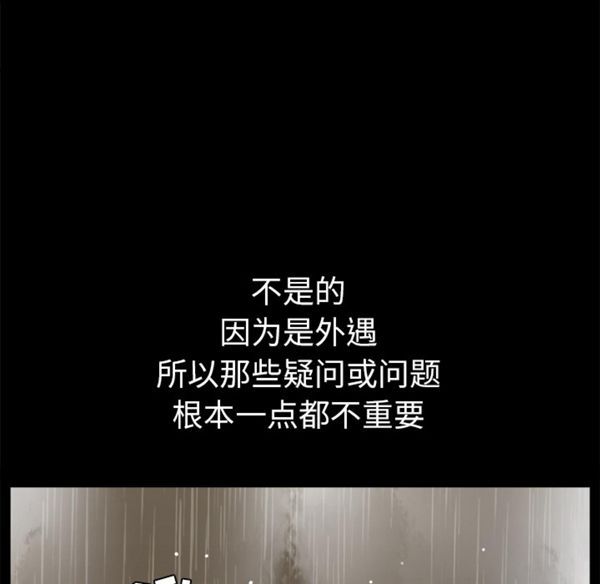 不是的
因为是外遇
所以那些疑问或问题
根本一点都不重要